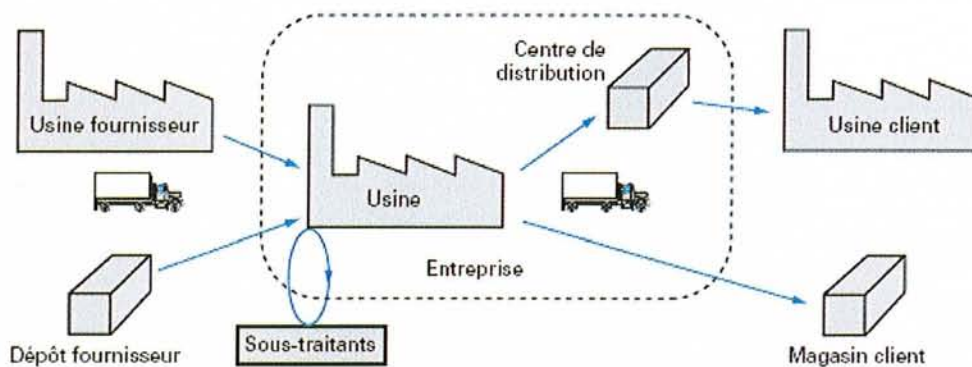 Centre de
distribution
Usine fournisseur
Usine client
Usine
Entreprise
Dépôt fournisseur
Sous-traitants
Magasin client